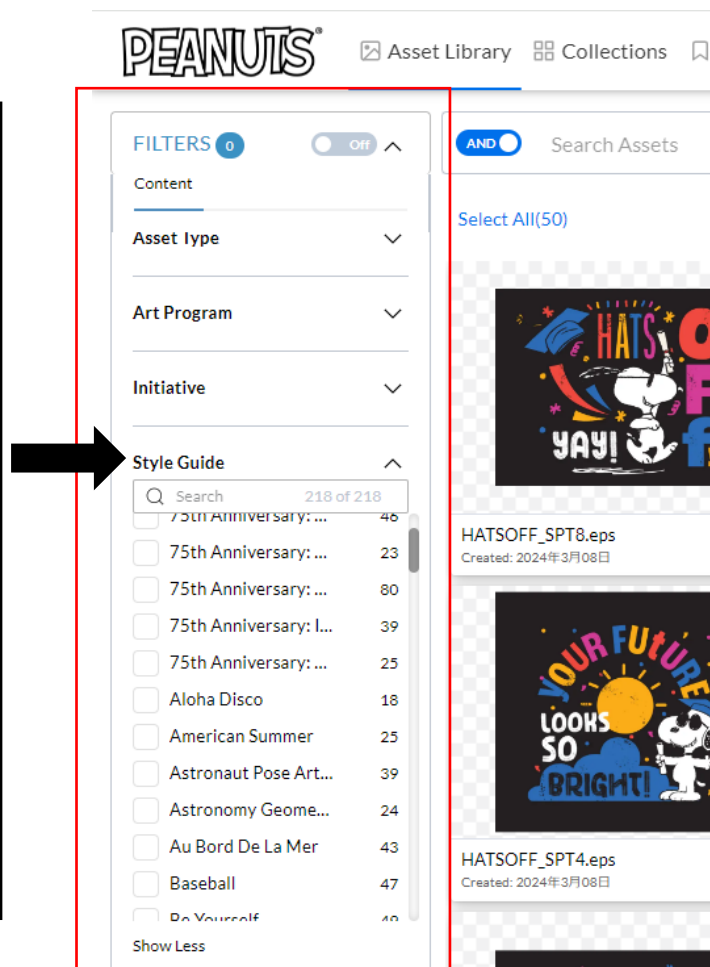 PEANUTS
Asset Library
Collections
FILTERS 0
Off
Content
Asset Type
Art Program
Initiative
Style Guide
Search
218 of 218
75th Anniversary: ... 46
75th Anniversary: ... 23
75th Anniversary: ... 80
75th Anniversary: I... 39
75th Anniversary: ... 25
Aloha Disco 18
American Summer 25
Astronaut Pose Art... 39
Astronomy Geome... 24
Au Bord De La Mer 43
Baseball 47
Be Yourself 49
Show Less
AND
Search Assets
Select All(50)
HATS
YAY!
HATSOFF_SPT8.eps
Created: 2024年3月08日
YOUR FUTURE
LOOKS
SO
BRIGHT!
HATSOFF_SPT4.eps
Created: 2024年3月08日